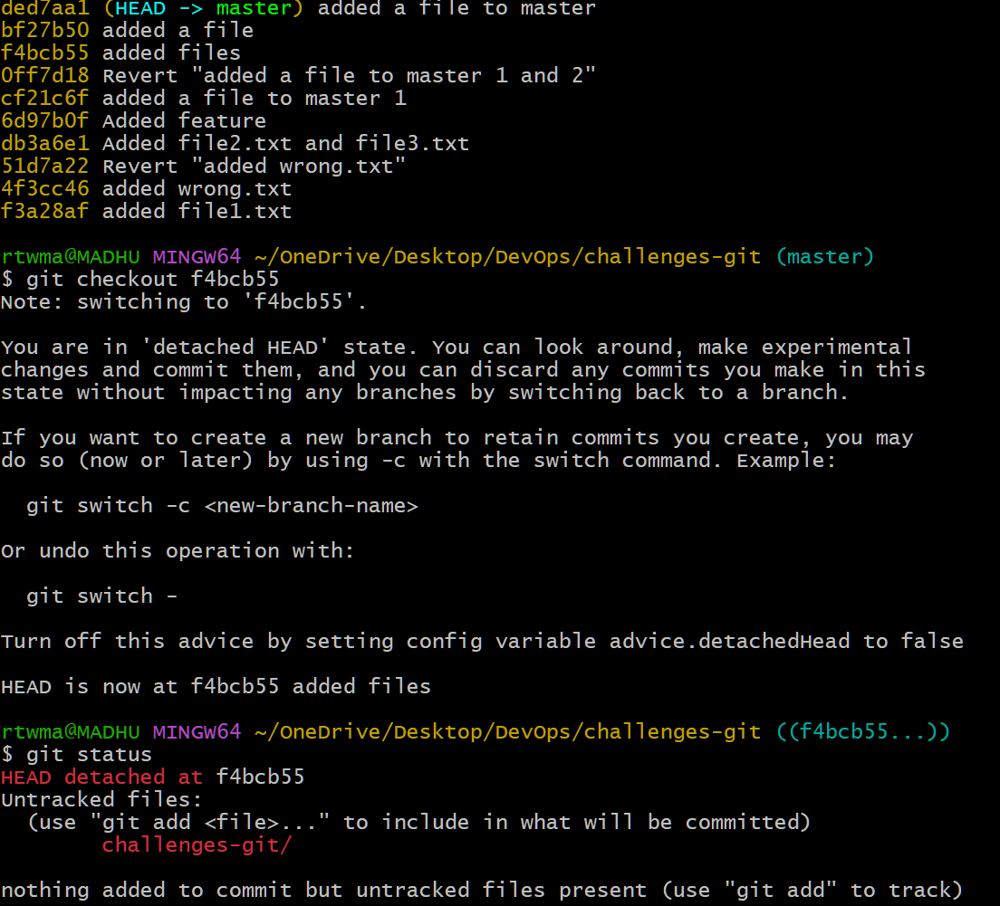 ded7aa1 (HEAD -> master) added a file to master
bf27b50 added a file
f4bcb55 added files
0ff7d18 Revert "added a file to master 1 and 2"
cf21c6f added a file to master 1
6d97b0f Added feature
db3a6e1 Added file2.txt and file3.txt
51d7a22 Revert "added wrong.txt"
4f3cc46 added wrong.txt
f3a28af added file1.txt
rtwma@MADHU MINGW64 ~/OneDrive/Desktop/DevOps/challenges-git (master)
$ git checkout f4bcb55
Note: switching to 'f4bcb55'.
You are in 'detached HEAD' state. You can look around, make experimental
changes and commit them, and you can discard any commits you make in this
state without impacting any branches by switching back to a branch.
If you want to create a new branch to retain commits you create, you may
do so (now or later) by using -c with the switch command. Example:
  git switch -c <new-branch-name>
Or undo this operation with:
  git switch -
Turn off this advice by setting config variable advice.detachedHead to false
HEAD is now at f4bcb55 added files
rtwma@MADHU MINGW64 ~/OneDrive/Desktop/DevOps/challenges-git ((f4bcb55...))
$ git status
HEAD detached at f4bcb55
Untracked files:
  (use "git add <file>..." to include in what will be committed)
        challenges-git/
nothing added to commit but untracked files present (use "git add" to track)